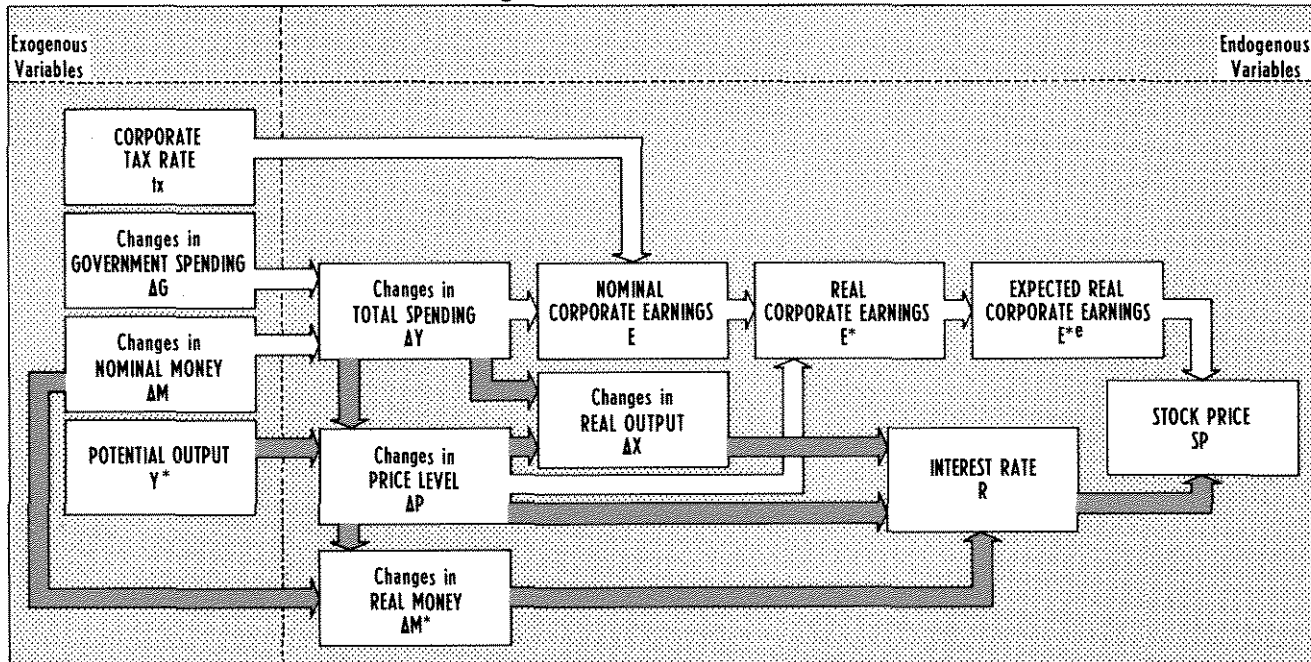 Exogenous
Variables
Endogenous
Variables
CORPORATE
TAX RATE
tx
Changes in
GOVERNMENT SPENDING
ΔG
Changes in
NOMINAL MONEY
ΔM
POTENTIAL OUTPUT
Y*
Changes in
TOTAL SPENDING
ΔY
NOMINAL
CORPORATE EARNINGS
E
REAL
CORPORATE EARNINGS
E*
EXPECTED REAL
CORPORATE EARNINGS
E*e
Changes in
REAL OUTPUT
ΔX
STOCK PRICE
SP
Changes in
PRICE LEVEL
ΔP
INTEREST RATE
R
Changes in
REAL MONEY
ΔM*